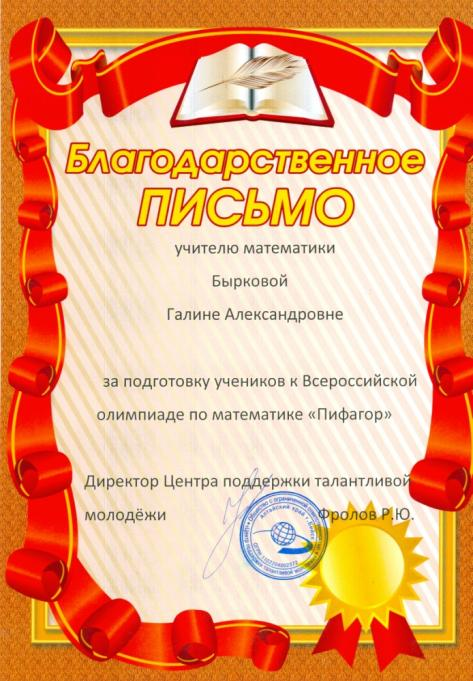 Благодарственное
ПИСЬМО
учителю математики
Бырковой
Галине Александровне
за подготовку учеников к Всероссийской
олимпиаде по математике «Пифагор»
Директор Центра поддержки талантливой
молодёжи Фролов Р.Ю.